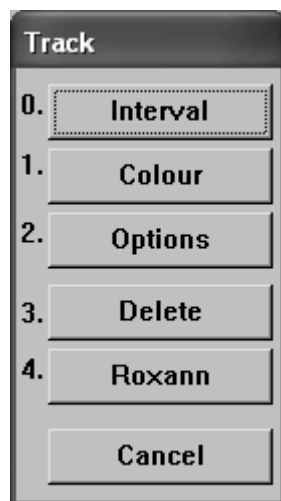 Track
0. Interval
1. Colour
2. Options
3. Delete
4. Roxann
Cancel